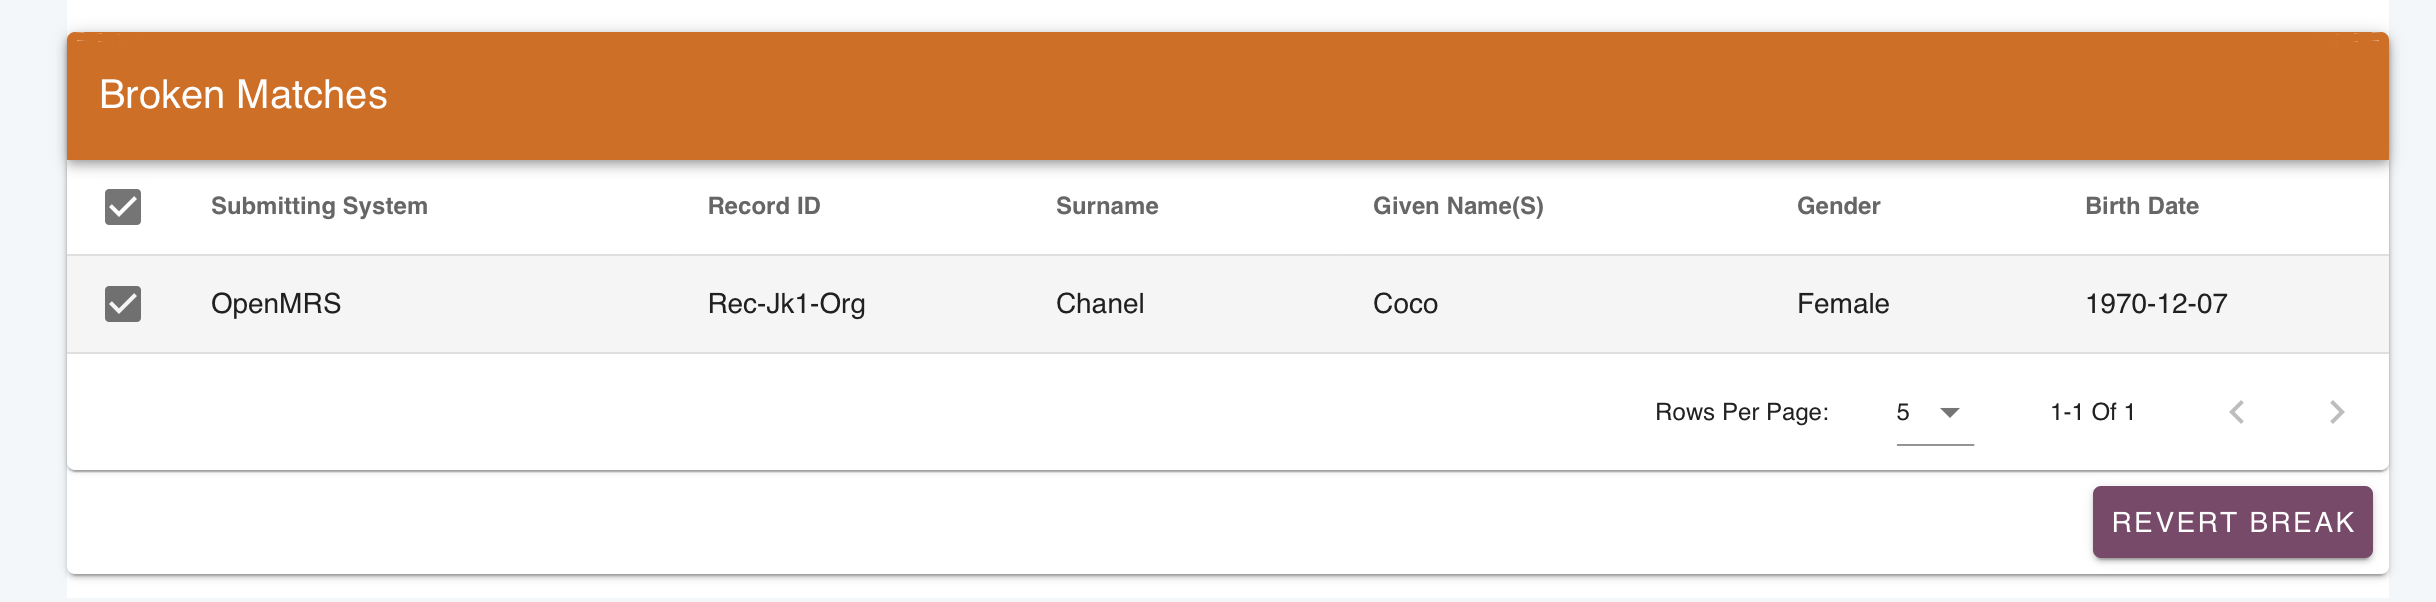 Broken Matches
Submitting System Record ID Surname Given Name(S) Gender Birth Date
OpenMRS Rec-Jk1-Org Chanel Coco Female 1970-12-07
Rows Per Page: 5 1-1 Of 1
REVERT BREAK